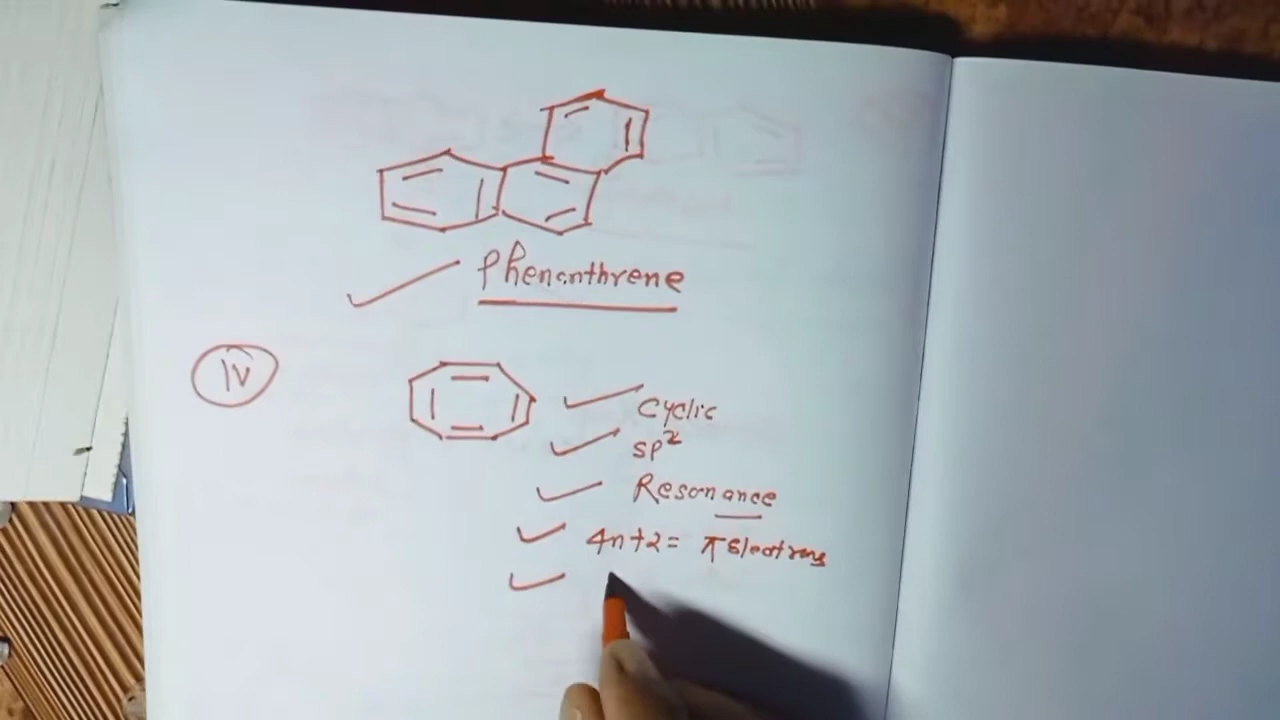 Phenanthrene
IV
Cyclic
sp²
Resonance
4n+2= π Electrons